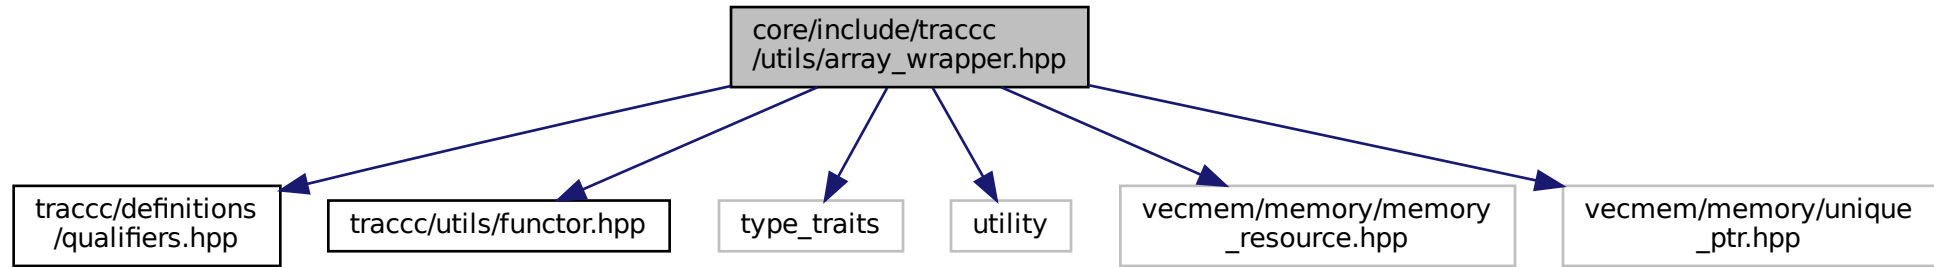 core/include/traccc
/utils/array_wrapper.hpp
traccc/definitions
/qualifiers.hpp
traccc/utils/functor.hpp
type_traits
utility
vecmem/memory/memory
_resource.hpp
vecmem/memory/unique
_ptr.hpp